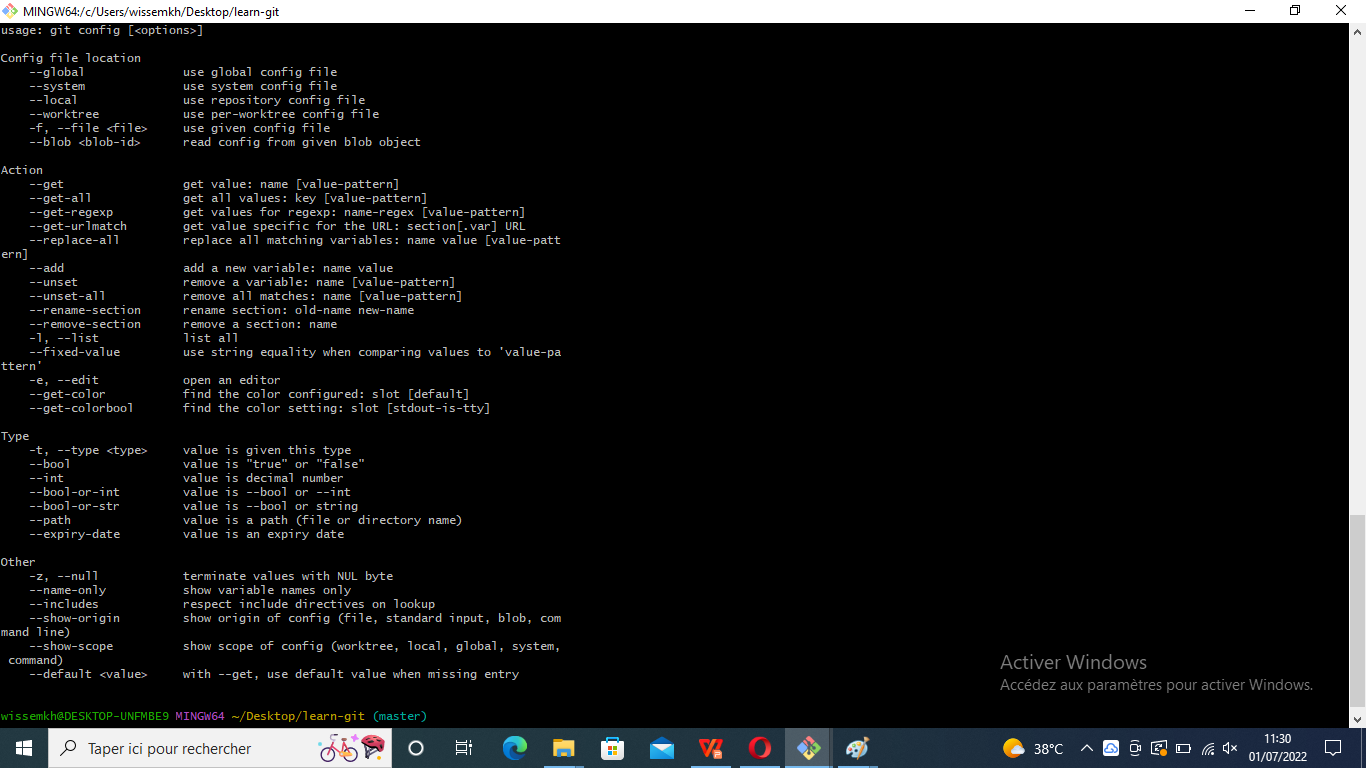 MINGW64:/c/Users/wissemkh/Desktop/learn-git
usage: git config [<options>]
Config file location
--global use global config file
--system use system config file
--local use repository config file
--worktree use per-worktree config file
-f, --file <file> use given config file
--blob <blob-id> read config from given blob object
Action
--get get value: name [value-pattern]
--get-all get all values: key [value-pattern]
--get-regexp get values for regexp: name-regex [value-pattern]
--get-urlmatch get value specific for the URL: section[.var] URL
--replace-all replace all matching variables: name value [value-patt
ern]
--add add a new variable: name value
--unset remove a variable: name [value-pattern]
--unset-all remove all matches: name [value-pattern]
--rename-section rename section: old-name new-name
--remove-section remove a section: name
-l, --list list all
--fixed-value use string equality when comparing values to 'value-pa
ttern'
-e, --edit open an editor
--get-color find the color configured: slot [default]
--get-colorbool find the color setting: slot [stdout-is-tty]
Type
-t, --type <type> value is given this type
--bool value is "true" or "false"
--int value is decimal number
--bool-or-int value is --bool or --int
--bool-or-str value is --bool or string
--path value is a path (file or directory name)
--expiry-date value is an expiry date
Other
-z, --null terminate values with NUL byte
--name-only show variable names only
--includes respect include directives on lookup
--show-origin show origin of config (file, standard input, blob, com
mand line)
--show-scope show scope of config (worktree, local, global, system,
command)
--default <value> with --get, use default value when missing entry
Activer Windows
Accédez aux paramètres pour activer Windows.
wissemkh@DESKTOP-UNFMBE9 MINGW64 ~/Desktop/learn-git (master)
Taper ici pour rechercher
38°C
11:30
01/07/2022